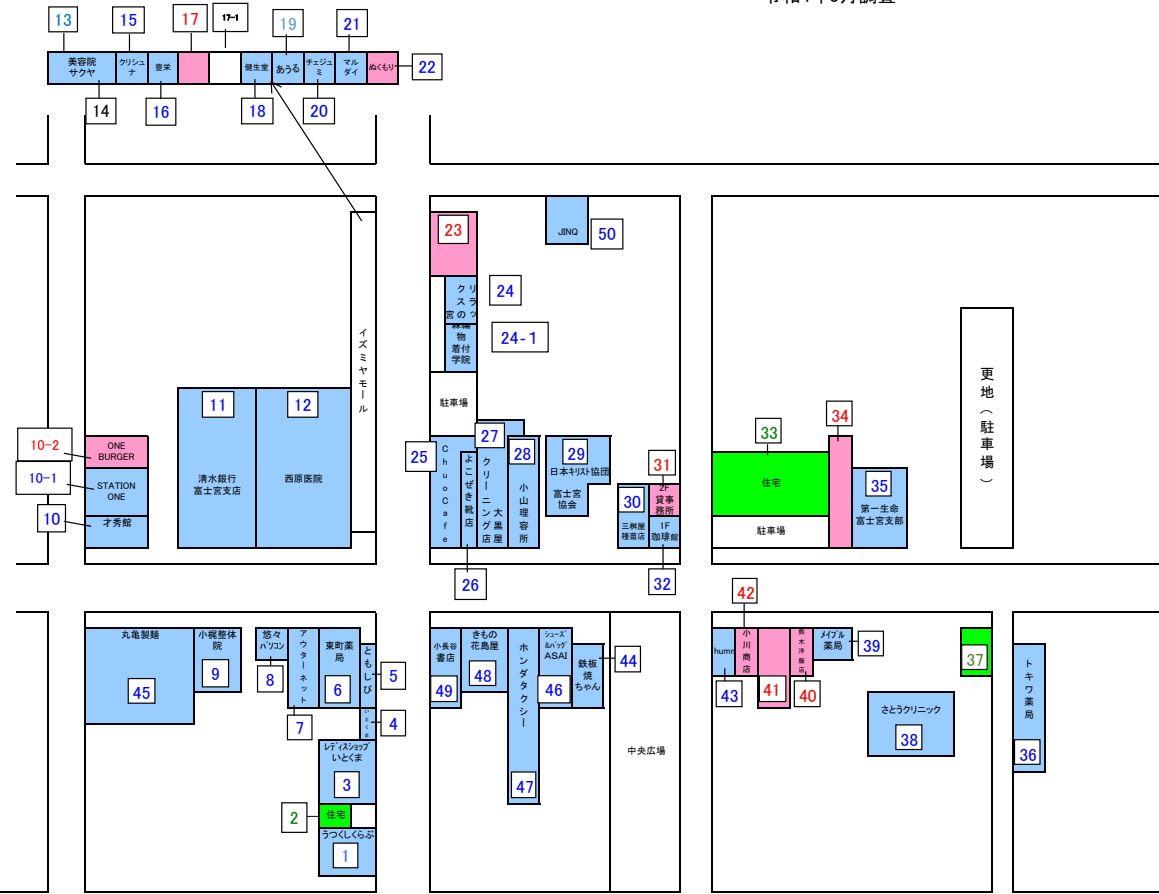 13
15
17
17-1
19
21
美容院
サクヤ
クリシュ
ナ
豊栄
健生堂
あうる
チェジュ
ミ
マル
ダイ
ぬくもり
22
14
16
18
20
イズミヤモール
11
清水銀行
富士宮支店
12
西原医院
10-2
ONE
BURGER
10-1
STATION
ONE
10
才秀館
23
リラックスの宮
24
24-1
物
着付
学院
駐車場
JINQ
50
25
ChuoCafe
よこぜき靴店
26
27
大黒屋
クリーニング店
28
小山理容所
29
日本キリスト協団
富士宮
協会
30
三桝屋
種苗店
31
2F
貸事
務所
1F
珈琲館
32
33
住宅
駐車場
34
35
第一生命
富士宮支部
更地(駐車場)
丸亀製麺
45
小梶整体
院
9
悠々
パソコン
8
アウターネット
7
東町薬
局
6
ともしび
5
いとくま
4
レディスショップ
いとくま
3
2
住宅
うつくしくらぶ
1
小長谷
書店
49
きもの
花島屋
48
ホンダタクシー
47
シューズ
&バッグ
ASAI
46
鉄板
焼
ちゃん
44
中央広場
42
humm
43
小川商店
41
鈴木洋服店
40
メイプル
薬局
39
さとうクリニック
38
37
トキワ薬局
36